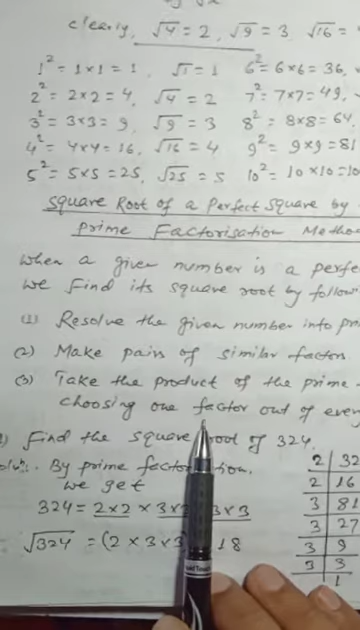 clearly, √4 = 2, √9 = 3, √16 =
1² = 1×1 = 1, √1 = 1 6² = 6×6 = 36,
2² = 2×2 = 4, √4 = 2 7² = 7×7 = 49,
3² = 3×3 = 9, √9 = 3 8² = 8×8 = 64,
4² = 4×4 = 16, √16 = 4 9² = 9×9 = 81
5² = 5×5 = 25, √25 = 5 10² = 10×10 = 10
Square Root of a Perfect Square by
Prime Factorisation Metho
When a given number is a perfe
we find its square root by follow
(1) Resolve the given number into pri
(2) Make pairs of similar factors.
(3) Take the product of the prime
choosing one factor out of ever
Find the square root of 324.
Solu. By prime factorisation.
we get
324 = 2×2 × 3×3 × 3×3
√324 = (2 × 3 × 3) 18
2 32
2 16
3 81
3 27
3 9
3 3
1